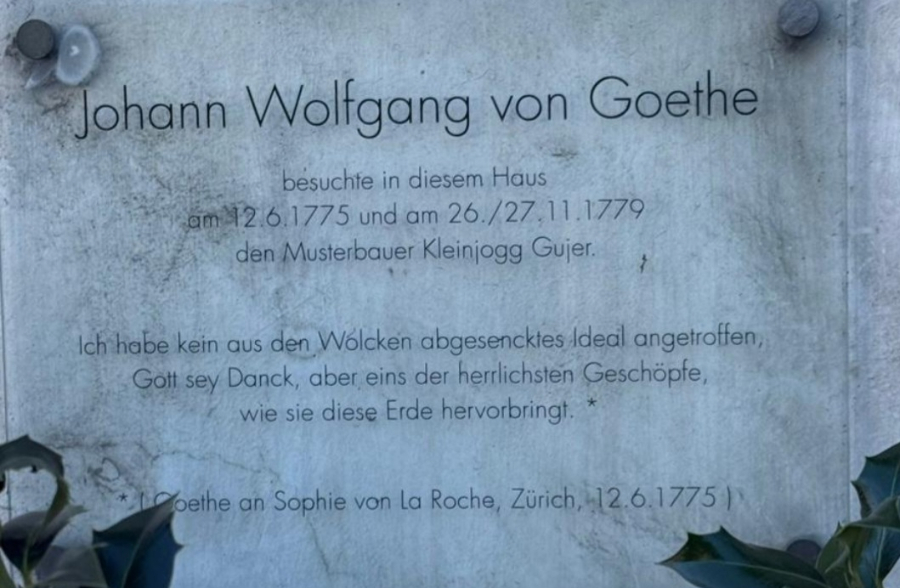 Johann Wolfgang von Goethe
besuchte in diesem Haus
am 12.6.1775 und am 26./27.11.1779
den Musterbauer Kleinjogg Gujer.
Ich habe kein aus den Wolcken abgesencktes Ideal angetroffen,
Gott sey Danck, aber eins der herrlichsten Geschöpfe,
wie sie diese Erde hervorbringt. *
* ( Goethe an Sophie von La Roche, Zürich, 12.6.1775 )